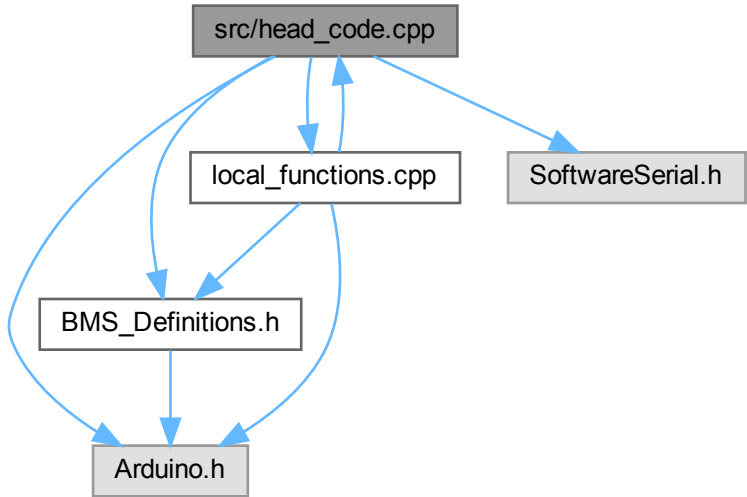 src/head_code.cpp
local_functions.cpp
SoftwareSerial.h
BMS_Definitions.h
Arduino.h